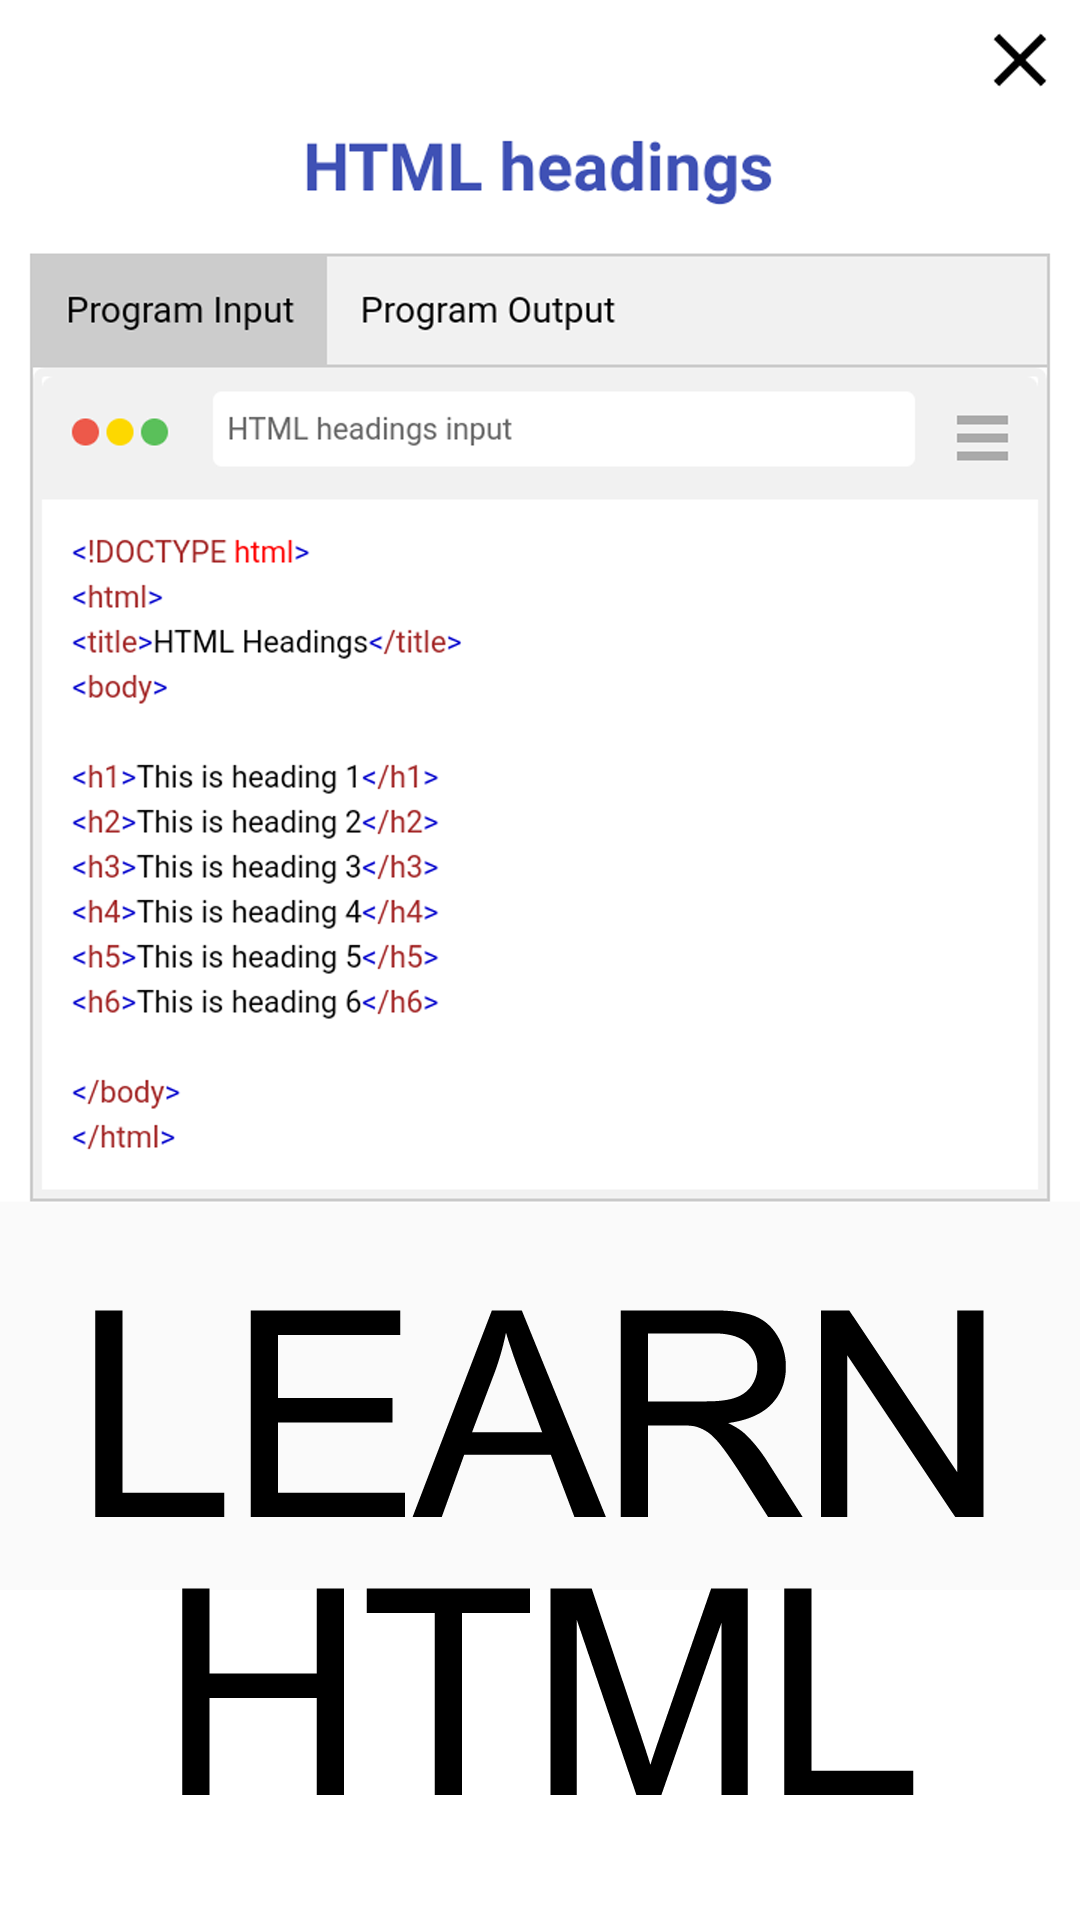 HTML headings
Program Input Program Output
HTML headings input
<!DOCTYPE html>
<html>
<title>HTML Headings</title>
<body>
<h1>This is heading 1</h1>
<h2>This is heading 2</h2>
<h3>This is heading 3</h3>
<h4>This is heading 4</h4>
<h5>This is heading 5</h5>
<h6>This is heading 6</h6>
</body>
</html>
LEARN
HTML